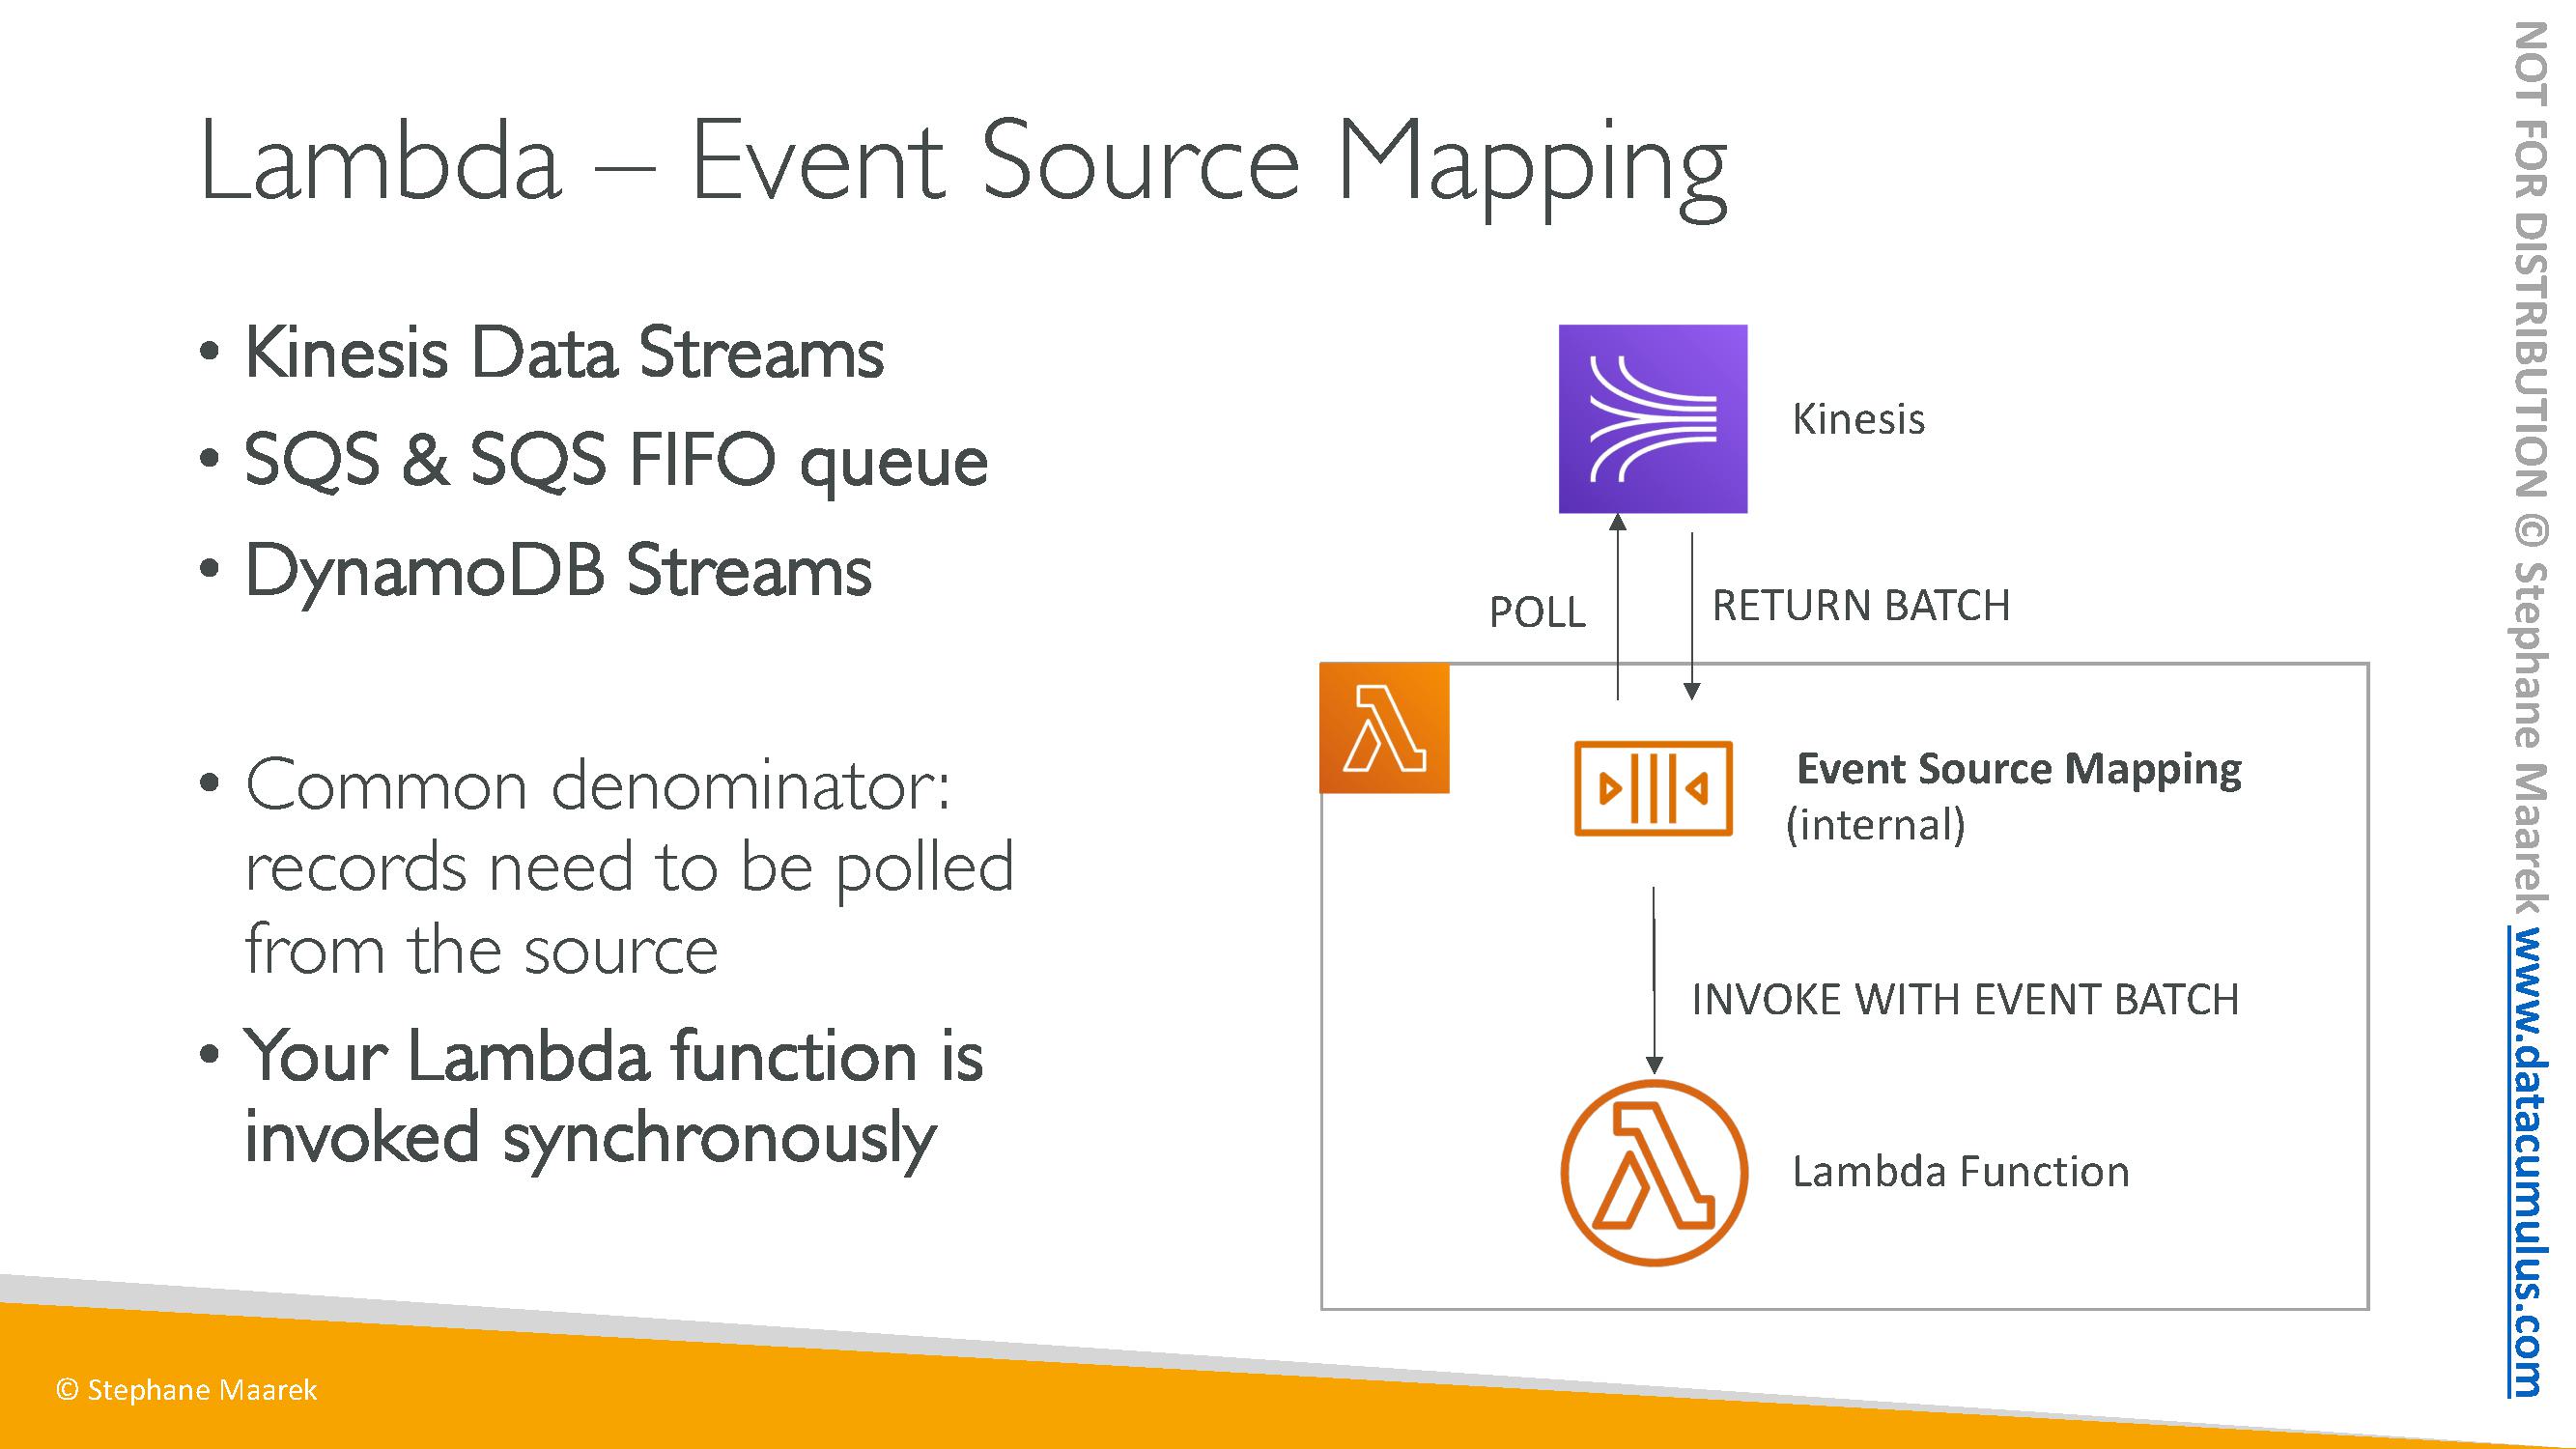 Lambda – Event Source Mapping
• Kinesis Data Streams
• SQS & SQS FIFO queue
• DynamoDB Streams
• Common denominator:
records need to be polled
from the source
• Your Lambda function is
invoked synchronously
Kinesis
POLL
RETURN BATCH
Event Source Mapping
(internal)
INVOKE WITH EVENT BATCH
Lambda Function
© Stephane Maarek
NOT FOR DISTRIBUTION © Stephane Maarek www.datacumulus.com